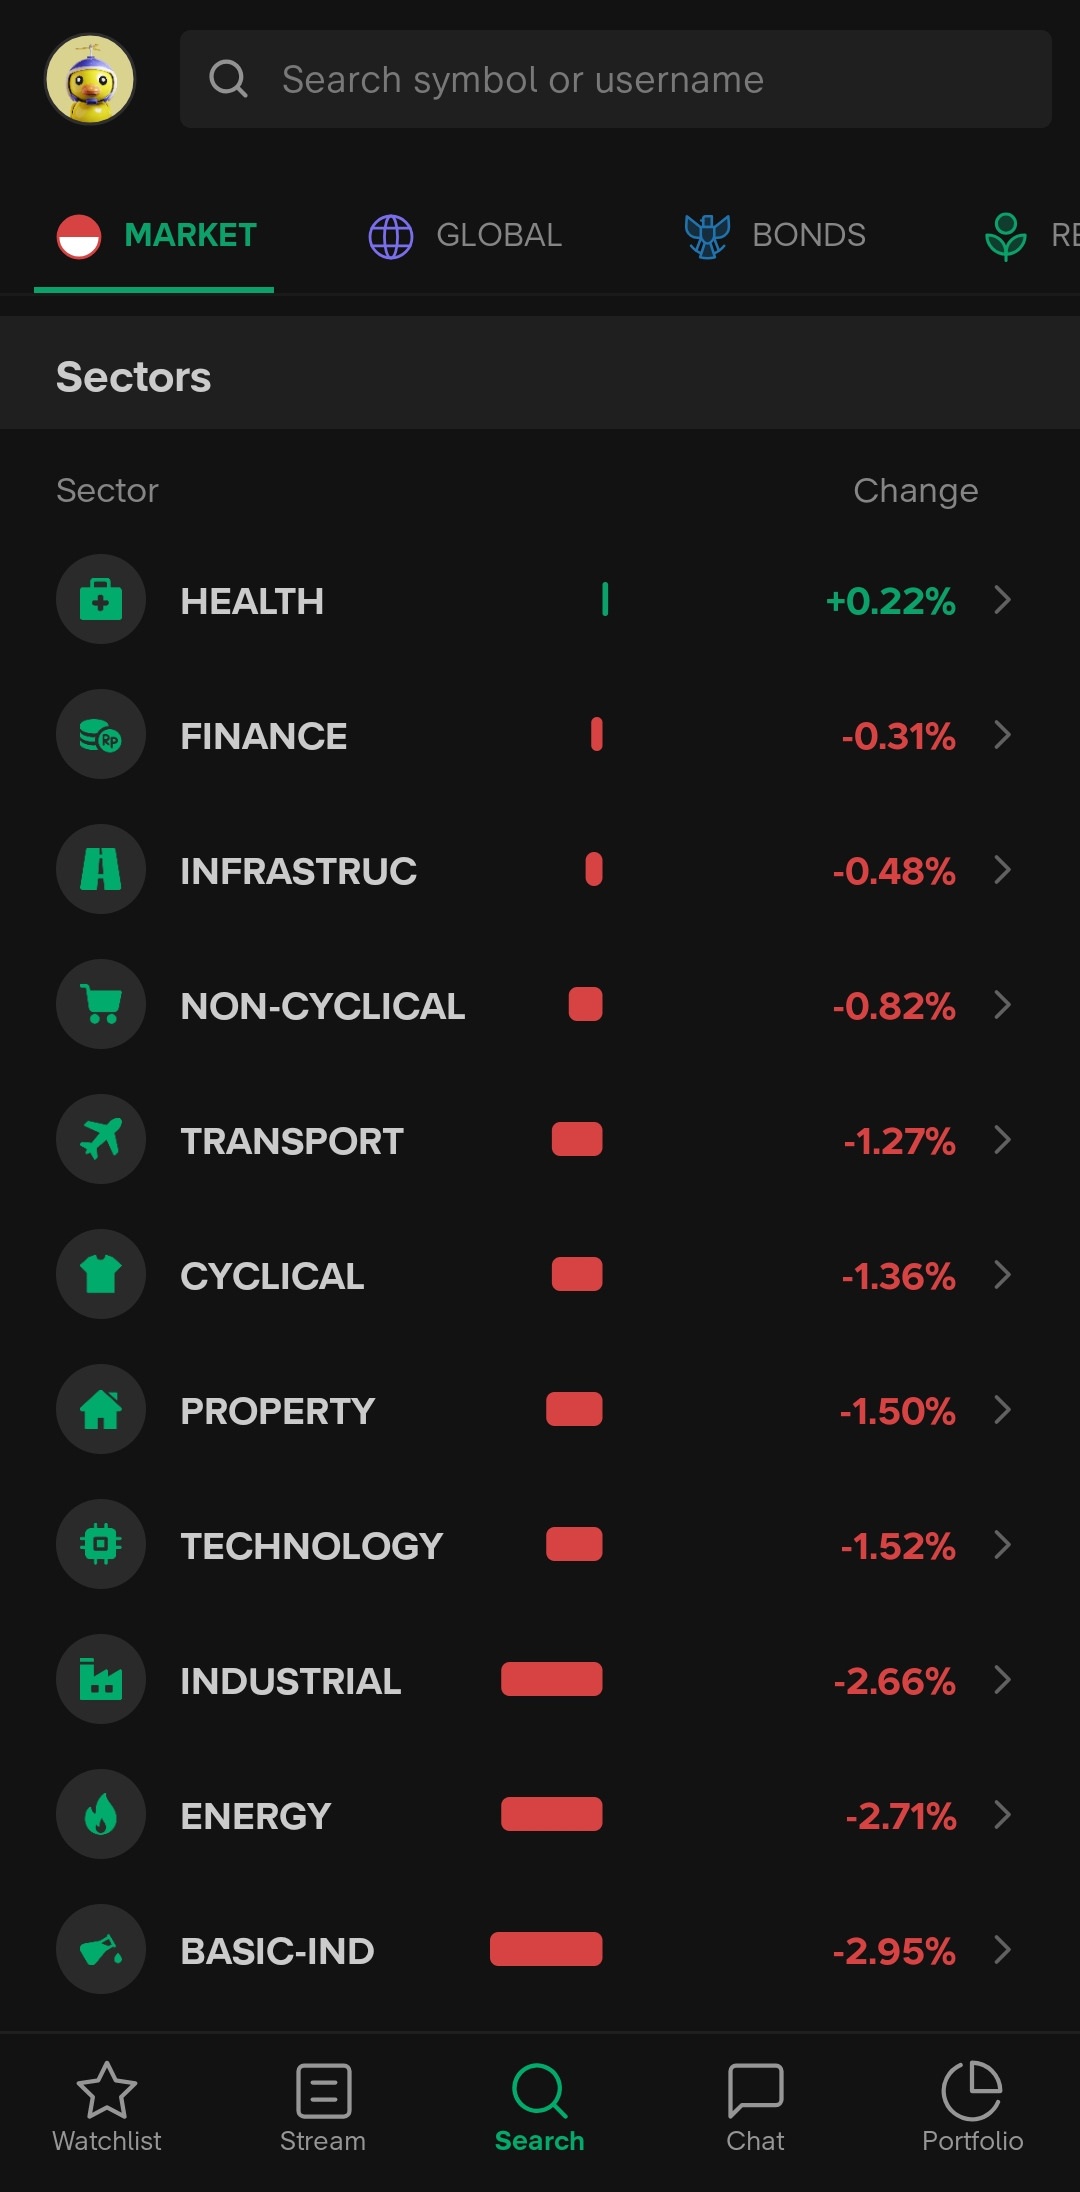 Search symbol or username
MARKET GLOBAL BONDS RE
Sectors
Sector Change
HEALTH +0.22%
RP
FINANCE -0.31%
INFRASTRUC -0.48%
NON-CYCLICAL -0.82%
TRANSPORT -1.27%
CYCLICAL -1.36%
PROPERTY -1.50%
TECHNOLOGY -1.52%
INDUSTRIAL -2.66%
ENERGY -2.71%
BASIC-IND -2.95%
Watchlist Stream Search Chat Portfolio